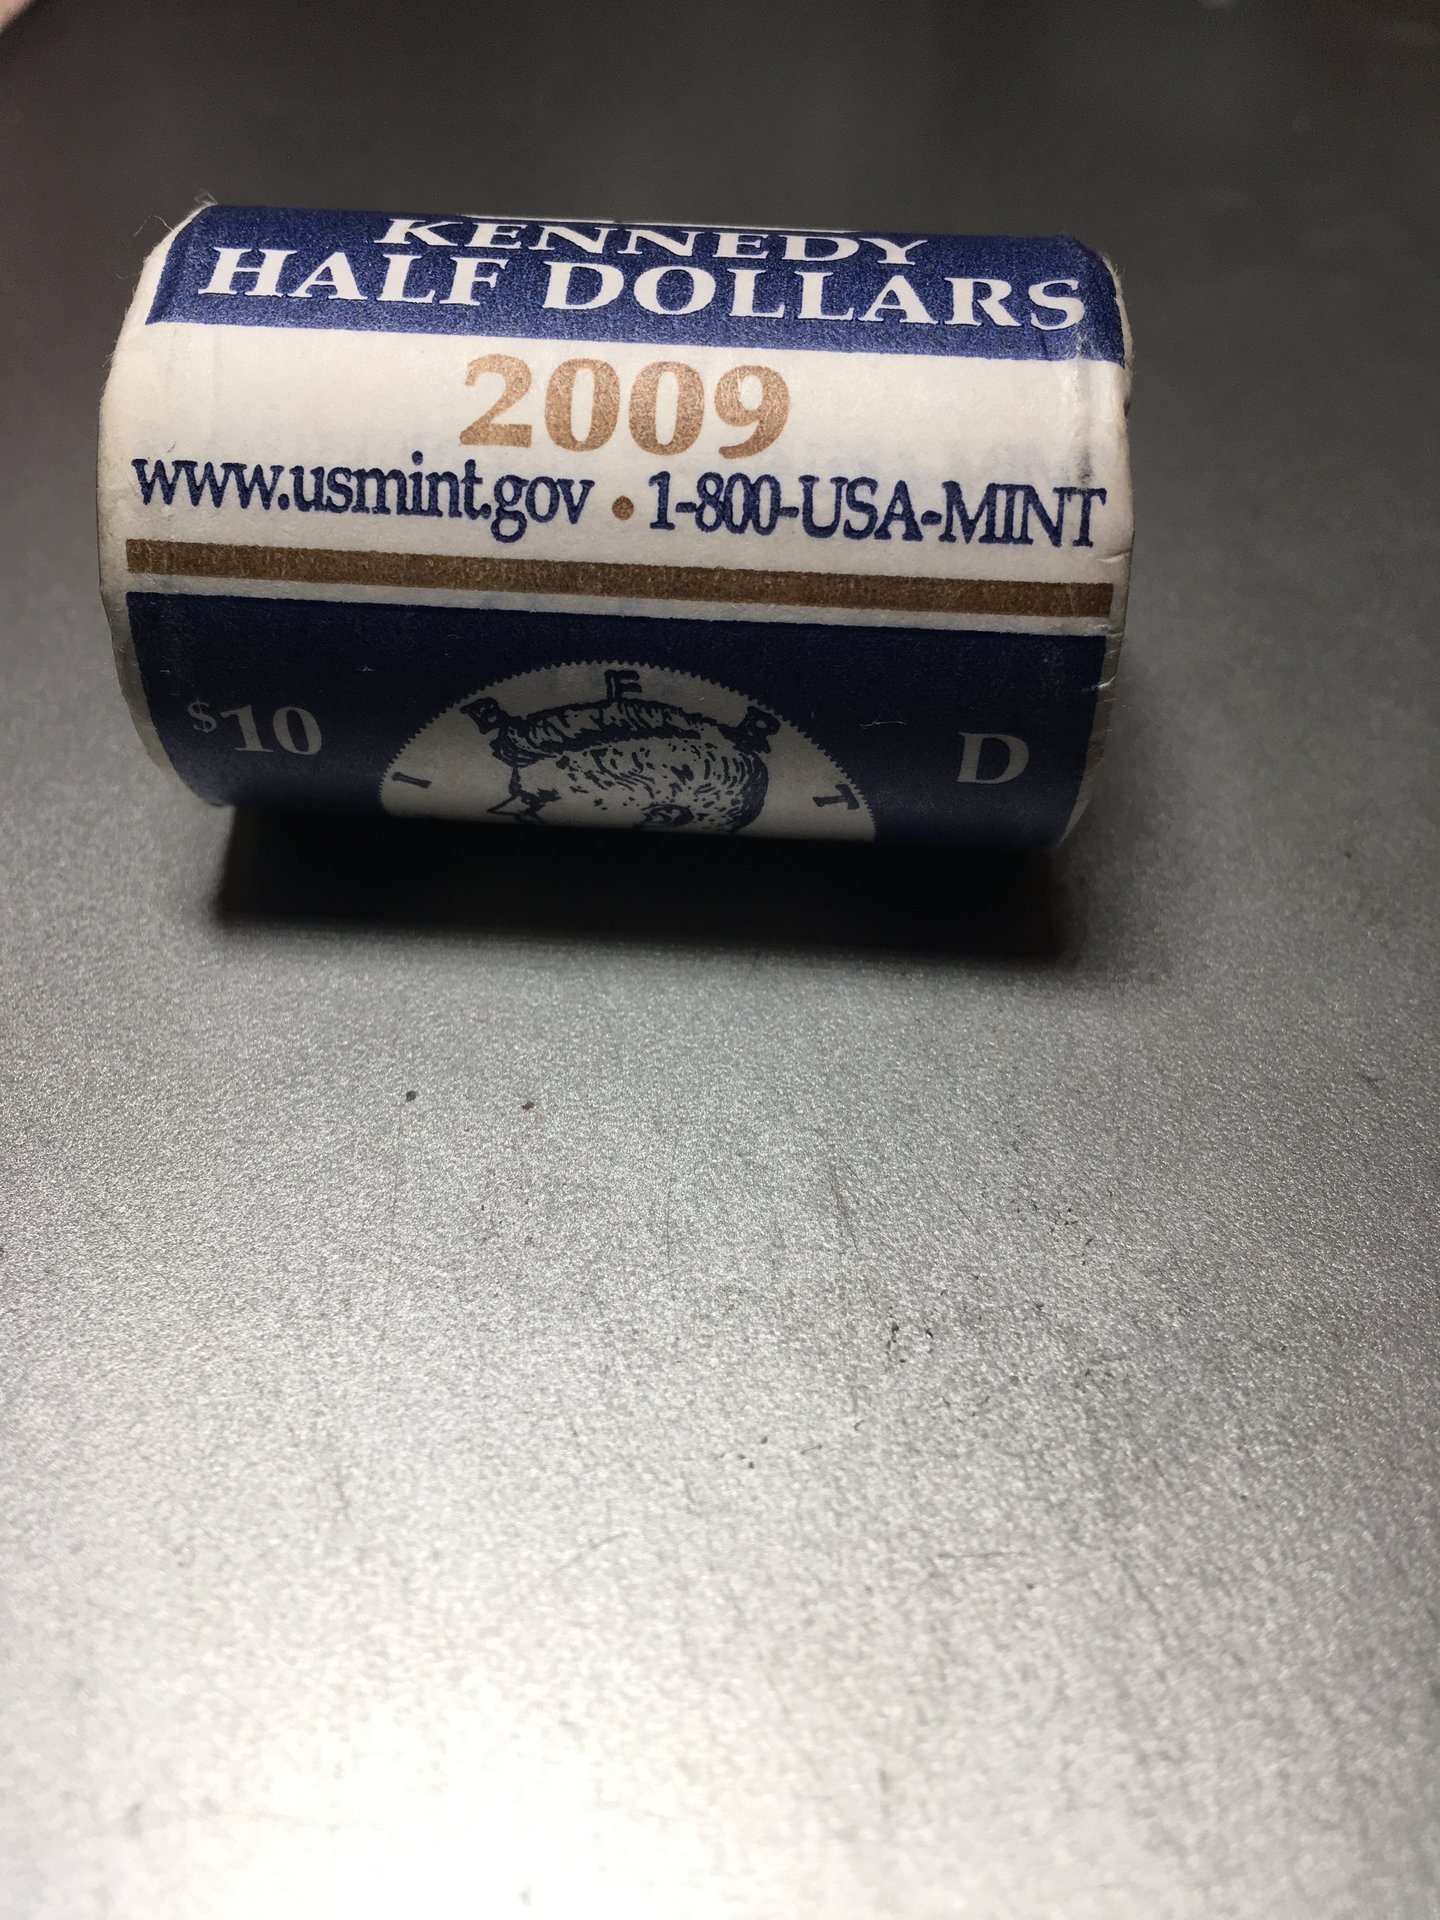 KENNEDY
HALF DOLLARS
2009
www.usmint.gov • 1-800-USA-MINT
$10
I B E R T
D